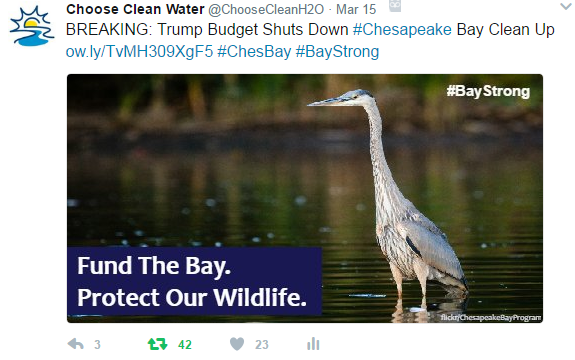 Choose Clean Water @ChooseCleanH2O · Mar 15
BREAKING: Trump Budget Shuts Down #Chesapeake Bay Clean Up
ow.ly/TvMH309XgF5 #ChesBay #BayStrong
#BayStrong
Fund The Bay.
Protect Our Wildlife.
flickr/ChesapeakeBayProgram
3 42 23